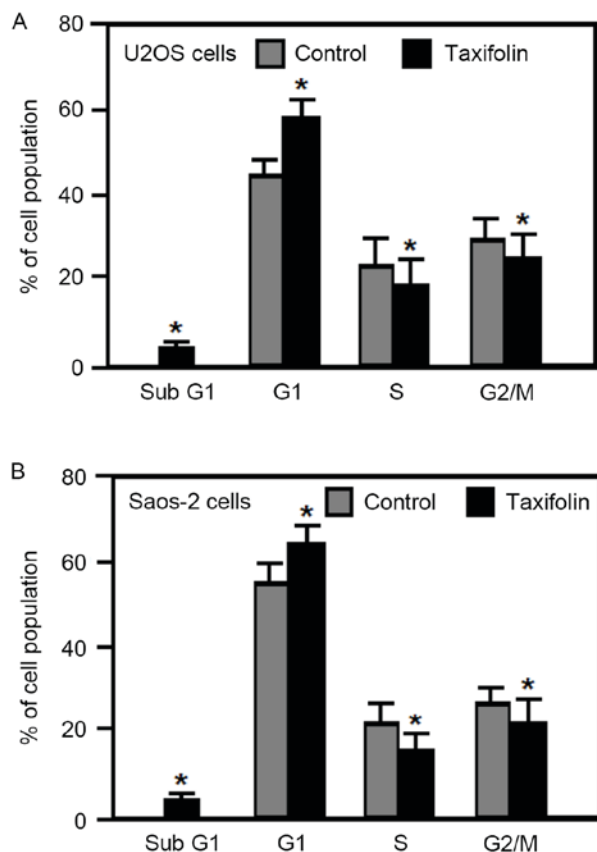 A
80
U2OS cells Control Taxifolin
*
60
% of cell population
40
* *
20
*
0
Sub G1 G1 S G2/M
B
80
Saos-2 cells Control Taxifolin
*
60
% of cell population
40
*
20
*
*
0
Sub G1 G1 S G2/M